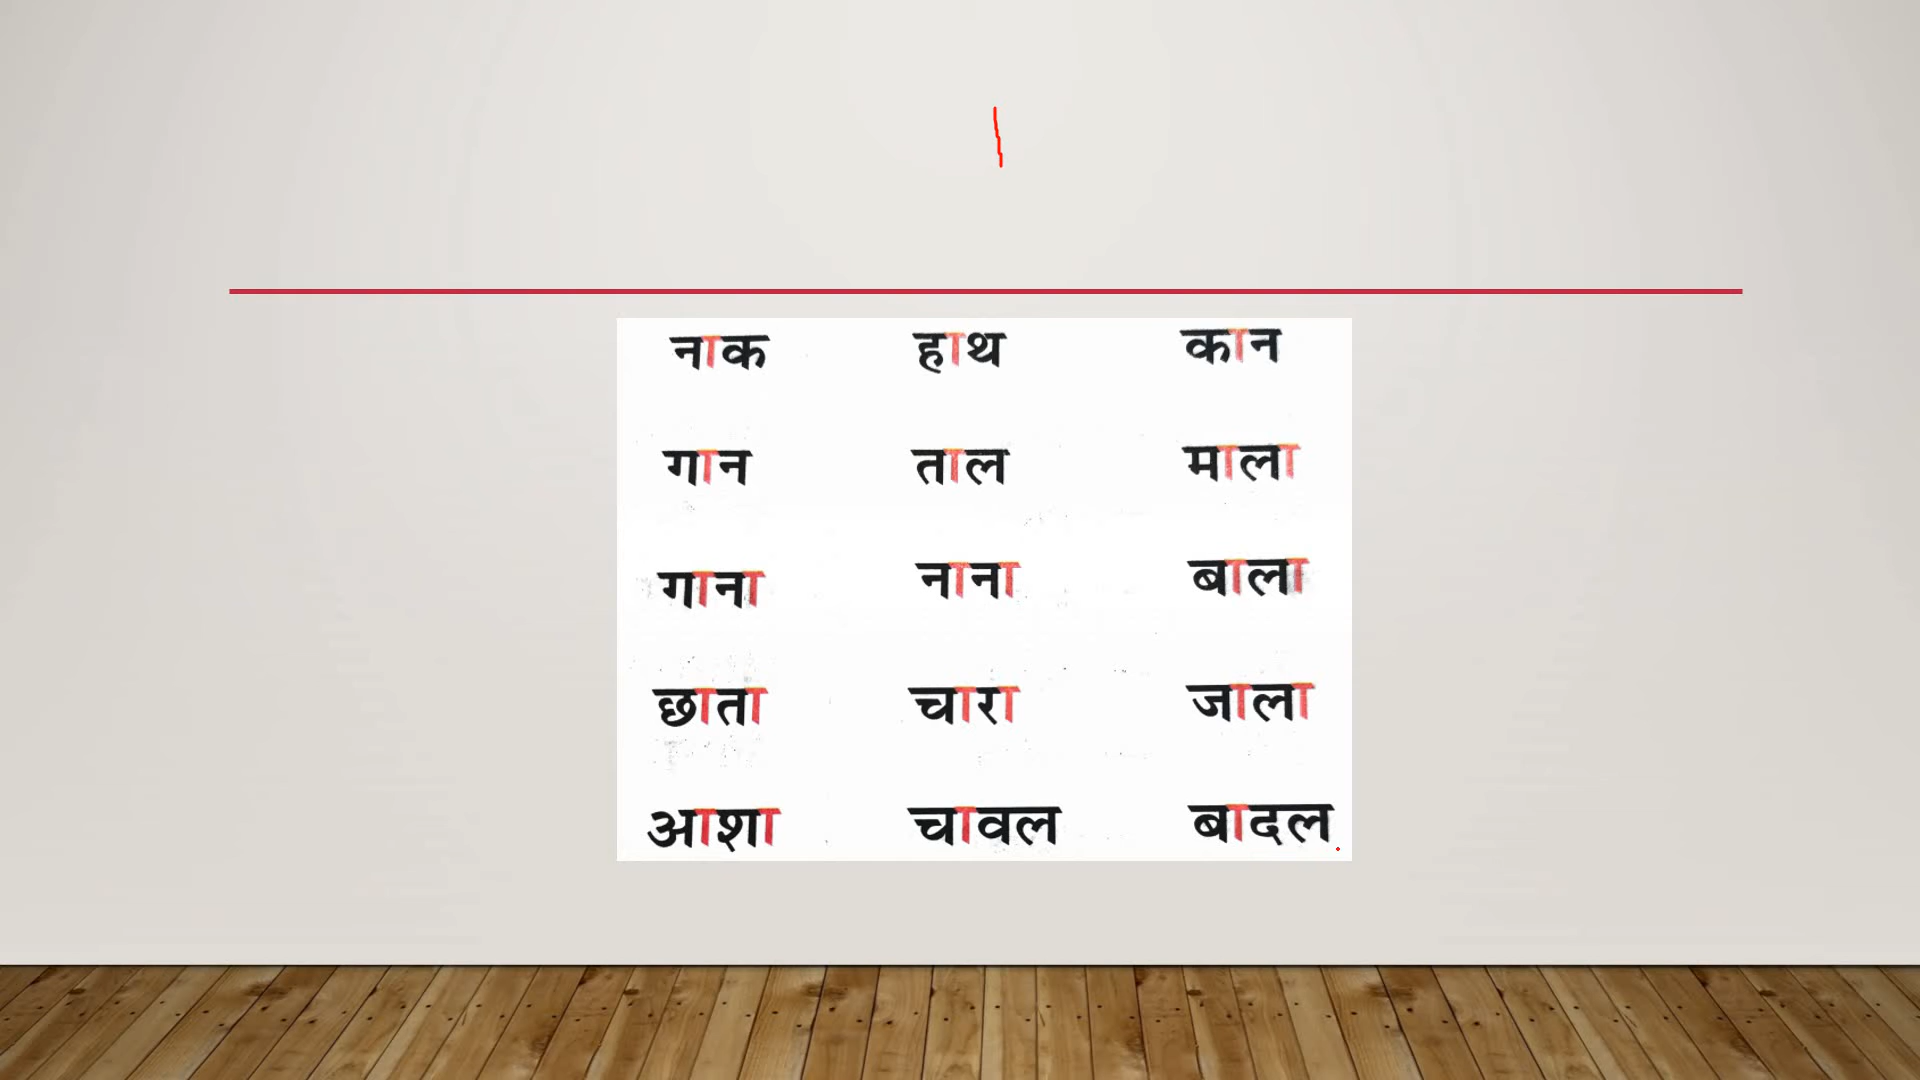 नाक हाथ कान
गान ताल माला
गाना नाना बाला
छाता चारा जाला
आशा चावल बादल